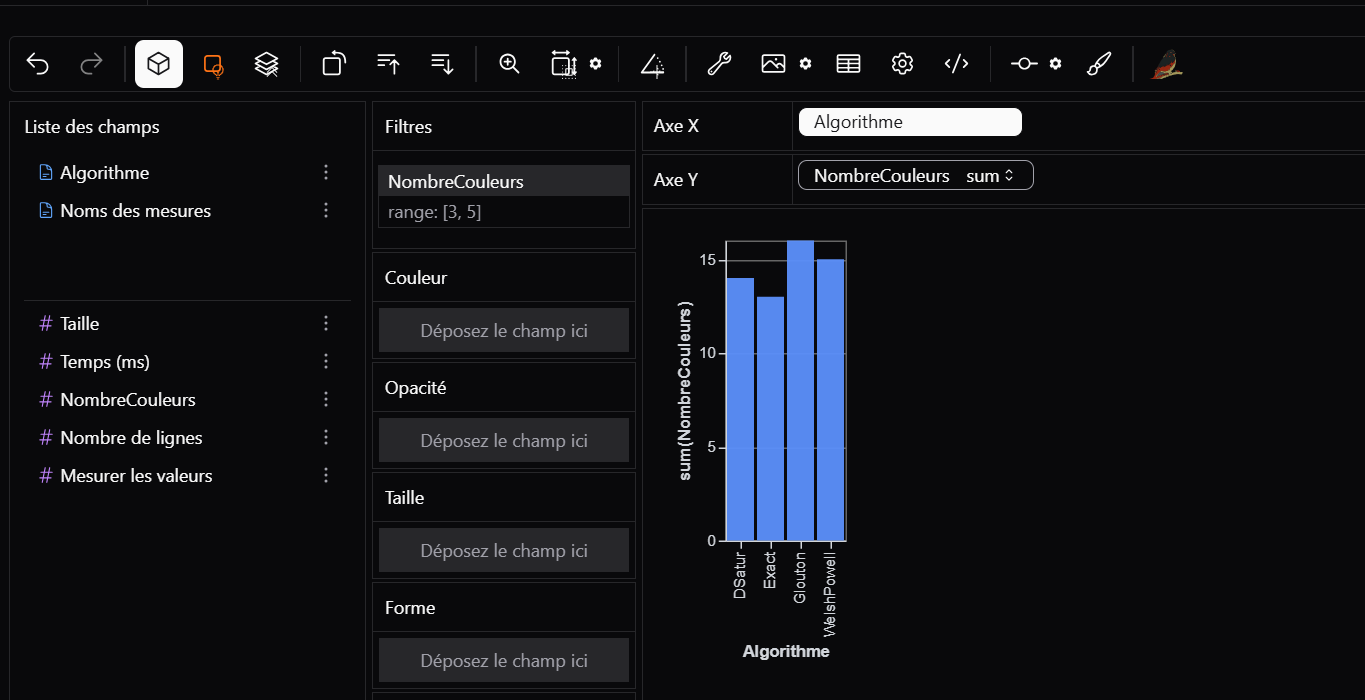 Liste des champs
Algorithme
Noms des mesures
Taille
Temps (ms)
NombreCouleurs
Nombre de lignes
Mesurer les valeurs
Filtres
NombreCouleurs
range: [3, 5]
Couleur
Déposez le champ ici
Opacité
Déposez le champ ici
Taille
Déposez le champ ici
Forme
Déposez le champ ici
Axe X
Algorithme
Axe Y
NombreCouleurs sum
sum(NombreCouleurs)
15
10
5
0
DSatur
Exact
Glouton
WelshPowell
Algorithme